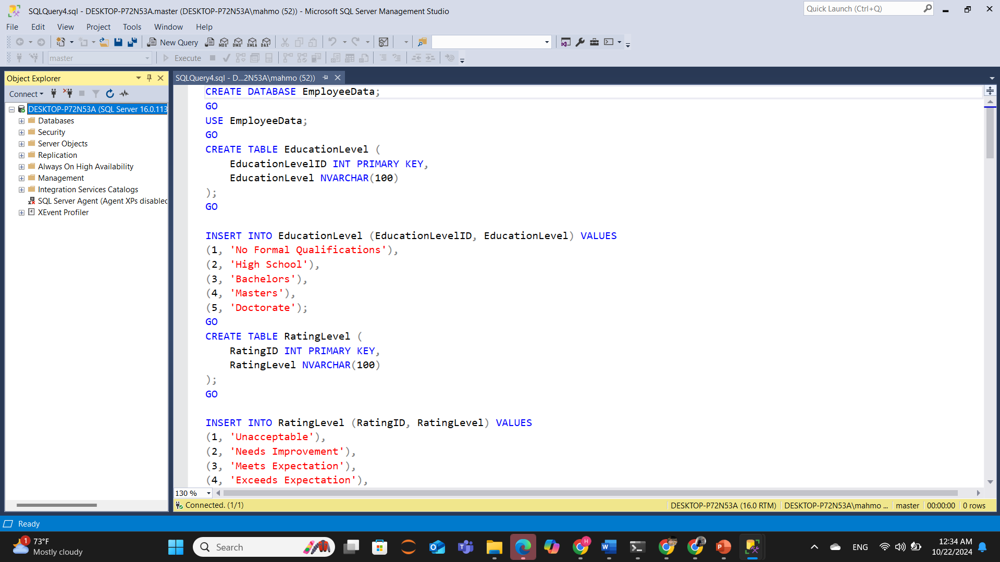 SQLQuery4.sql - DESKTOP-P72N53A.master (DESKTOP-P72N53A\mahmo (52)) - Microsoft SQL Server Management Studio
Quick Launch (Ctrl+Q)
File Edit View Project Tools Window Help
New Query MDX DMX XMLA DAX
master Execute
Object Explorer
SQLQuery4.sql - D...2N53A\mahmo (52))
Connect
DESKTOP-P72N53A (SQL Server 16.0.113
Databases
Security
Server Objects
Replication
Always On High Availability
Management
Integration Services Catalogs
SQL Server Agent (Agent XPs disabled
XEvent Profiler
CREATE DATABASE EmployeeData;
GO
USE EmployeeData;
GO
CREATE TABLE EducationLevel (
EducationLevelID INT PRIMARY KEY,
EducationLevel NVARCHAR(100)
);
GO
INSERT INTO EducationLevel (EducationLevelID, EducationLevel) VALUES
(1, 'No Formal Qualifications'),
(2, 'High School'),
(3, 'Bachelors'),
(4, 'Masters'),
(5, 'Doctorate');
GO
CREATE TABLE RatingLevel (
RatingID INT PRIMARY KEY,
RatingLevel NVARCHAR(100)
);
GO
INSERT INTO RatingLevel (RatingID, RatingLevel) VALUES
(1, 'Unacceptable'),
(2, 'Needs Improvement'),
(3, 'Meets Expectation'),
(4, 'Exceeds Expectation'),
130 %
Connected. (1/1)
DESKTOP-P72N53A (16.0 RTM) DESKTOP-P72N53A\mahmo ... master 00:00:00 0 rows
Ready
1
73°F
Mostly cloudy
Search
H
ENG
12:34 AM
10/22/2024